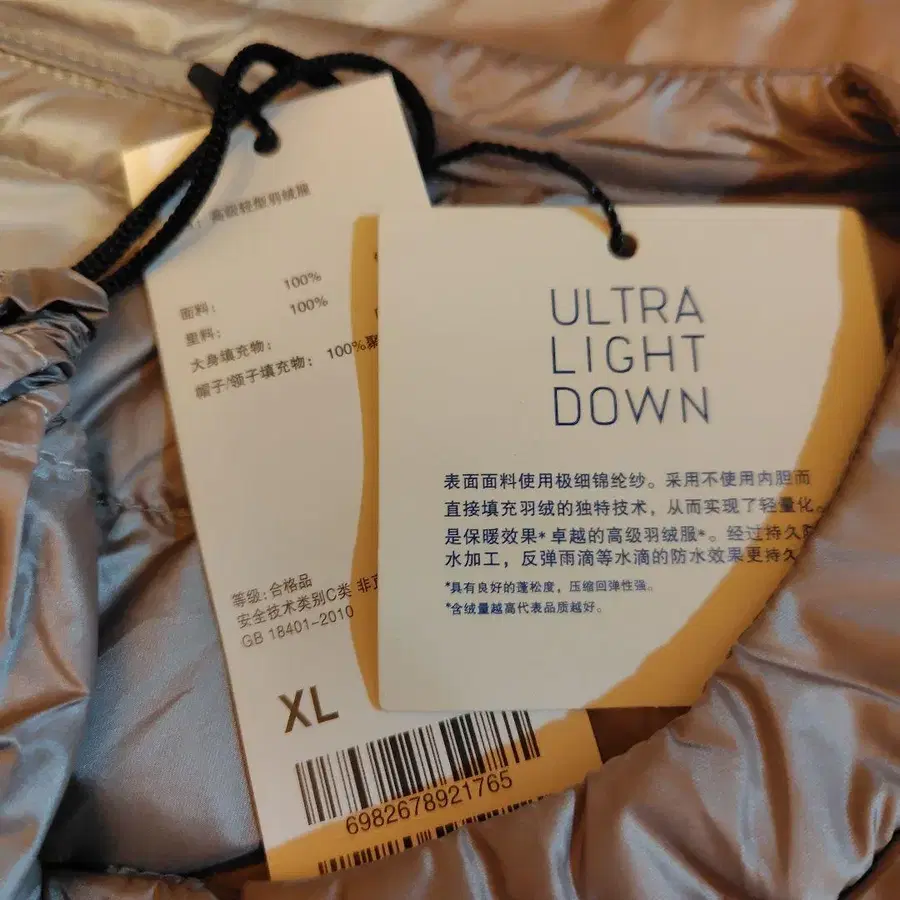 高级轻型羽绒服
面料： 100%
里料： 100%
大身填充物：
帽子/领子填充物： 100%聚
等级：合格品
安全技术类别C类 非
GB 18401-2010
XL
6982678921765
ULTRA
LIGHT
DOWN
表面面料使用极细锦纶纱。采用不使用内胆而
直接填充羽绒的独特技术，从而实现了轻量化。
是保暖效果*卓越的高级羽绒服*。经过持久
水加工，反弹雨滴等水滴的防水效果更持久
*具有良好的蓬松度，压缩回弹性强。
*含绒量越高代表品质越好。